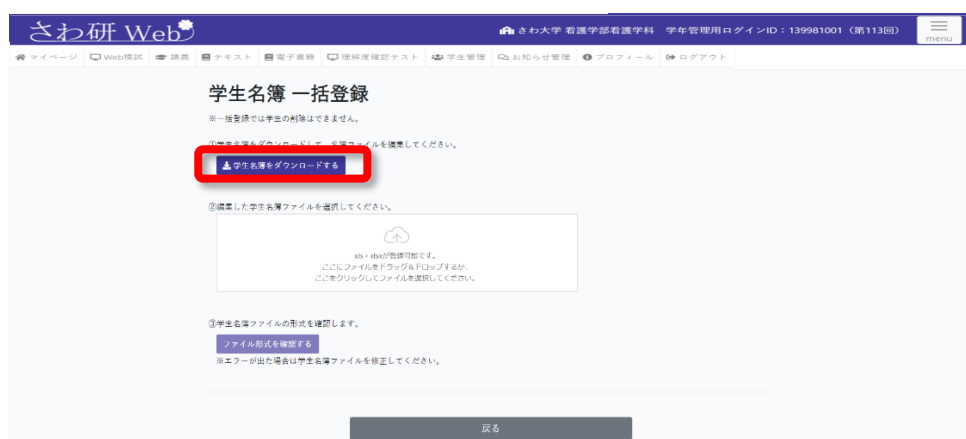 さわ研 Web
さわ大学 看護学部看護学科 学年管理用ログインID：139981001（第113回）
menu
マイページ Web模試 講義 テキスト 電子書籍 理解度確認テスト 学生管理 お知らせ管理 プロフィール ログアウト
学生名簿 一括登録
※一括登録では学生の削除はできません。
①学生名簿をダウンロードして、名簿ファイルを編集してください。
学生名簿をダウンロードする
②編集した学生名簿ファイルを選択してください。
xls・xlsxが登録可能です。
ここにファイルをドラッグ&ドロップするか、
ここをクリックしてファイルを選択してください。
③学生名簿ファイルの形式を確認します。
ファイル形式を確認する
※エラーが出た場合は学生名簿ファイルを修正してください。
戻る